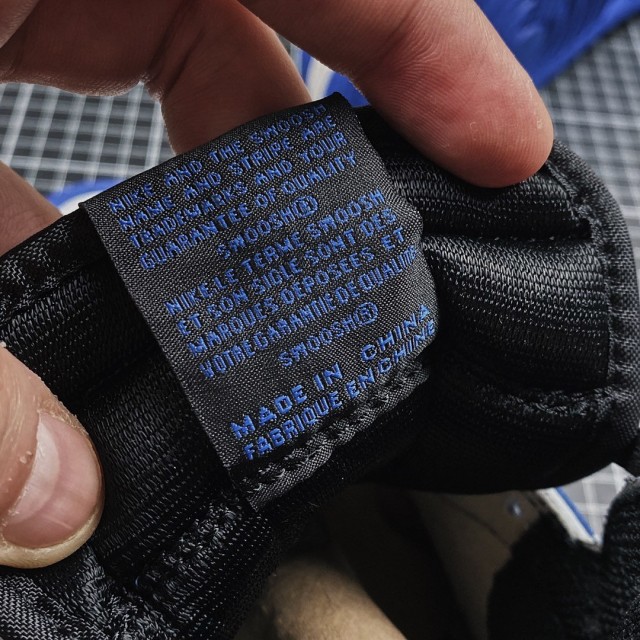 NIKE AND THE SWOOSH
NAME AND STRIPE ARE
TRADEMARKS AND YOUR
GUARANTEE OF QUALITY
SWOOSH®
NIKE LE TERME SWOOSH
ET SON SIGLE SONT DES
MARQUES DEPOSEES ET
VOTRE GARANTIE DE QUALITE
SWOOSH®
MADE IN CHINA
FABRIQUE EN CHINE